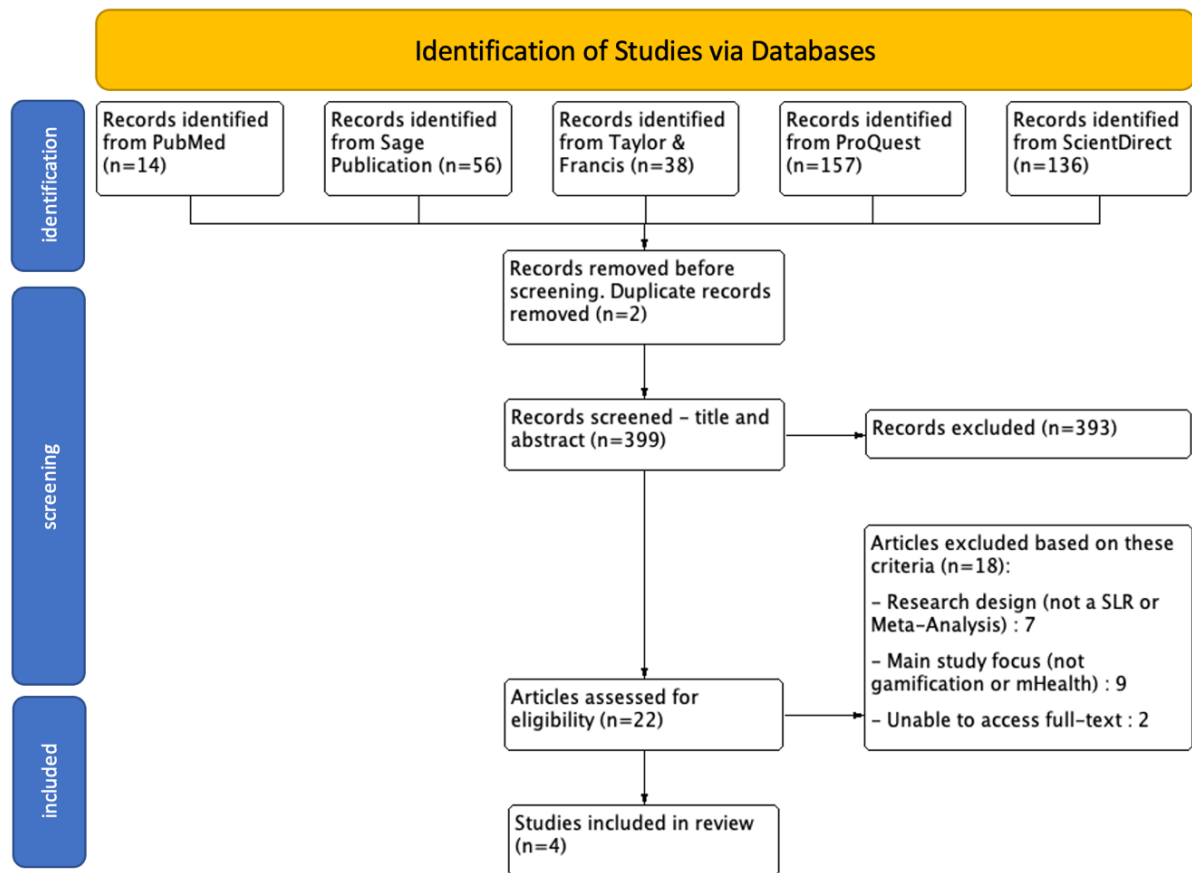 Identification of Studies via Databases
identification
Records identified
from PubMed
(n=14)
Records identified
from Sage
Publication (n=56)
Records identified
from Taylor &
Francis (n=38)
Records identified
from ProQuest
(n=157)
Records identified
from ScientDirect
(n=136)
Records removed before
screening. Duplicate records
removed (n=2)
screening
Records screened – title and
abstract (n=399)
Records excluded (n=393)
Articles excluded based on these
criteria (n=18):
– Research design (not a SLR or
Meta-Analysis) : 7
– Main study focus (not
gamification or mHealth) : 9
– Unable to access full-text : 2
Articles assessed for
eligibility (n=22)
included
Studies included in review
(n=4)